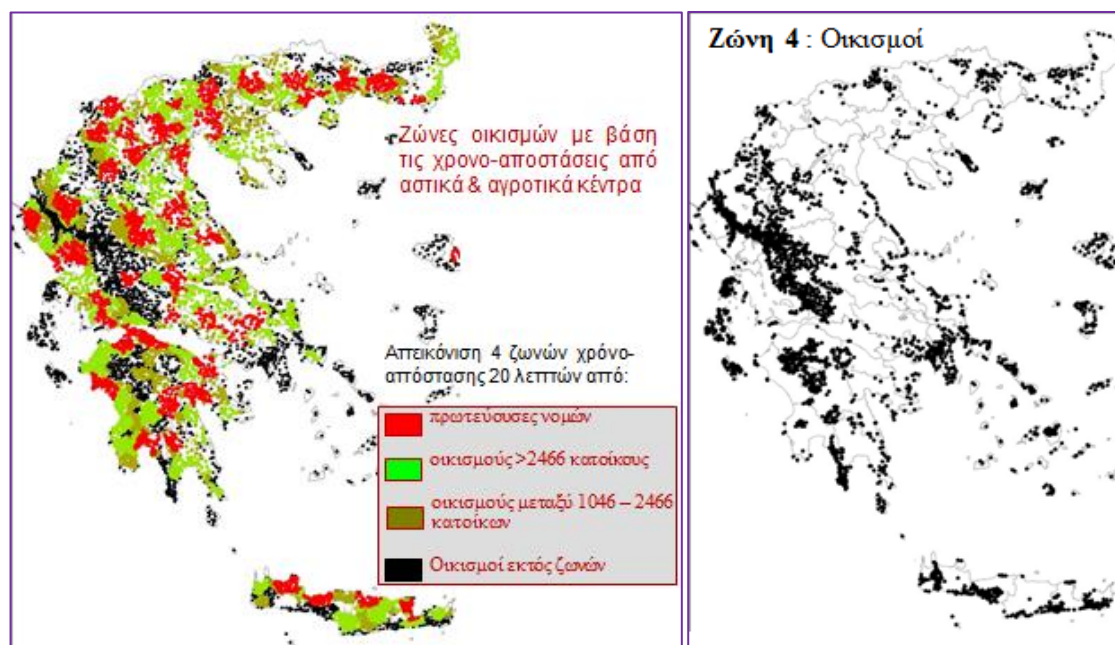 Ζώνες οικισμών με βάση
τις χρονο-αποστάσεις από
αστικά & αγροτικά κέντρα
Απεικόνιση 4 ζωνών χρόνο-
απόστασης 20 λεπτών από:
πρωτεύουσες νομών
οικισμούς >2466 κατοίκους
οικισμούς μεταξύ 1046 – 2466
κατοίκων
Οικισμοί εκτός ζωνών
Ζώνη 4 : Οικισμοί